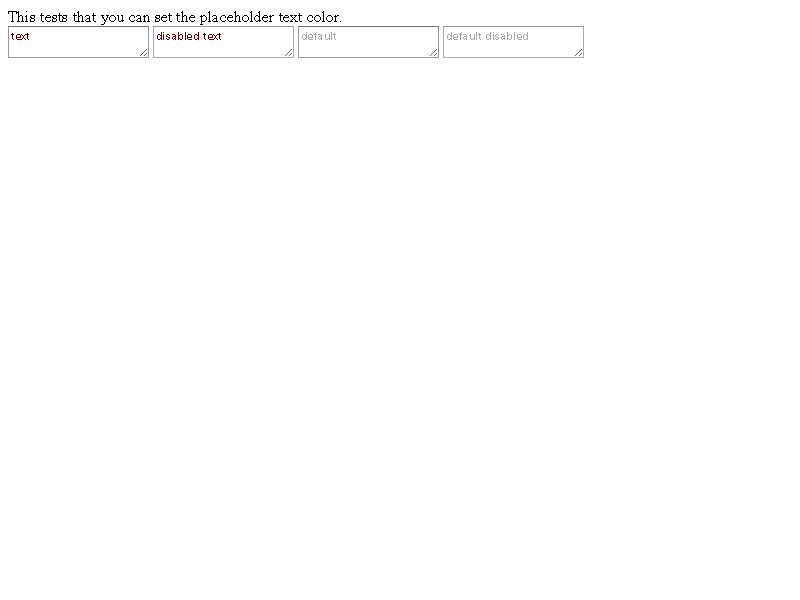 This tests that you can set the placeholder text color.
text disabled text default default disabled